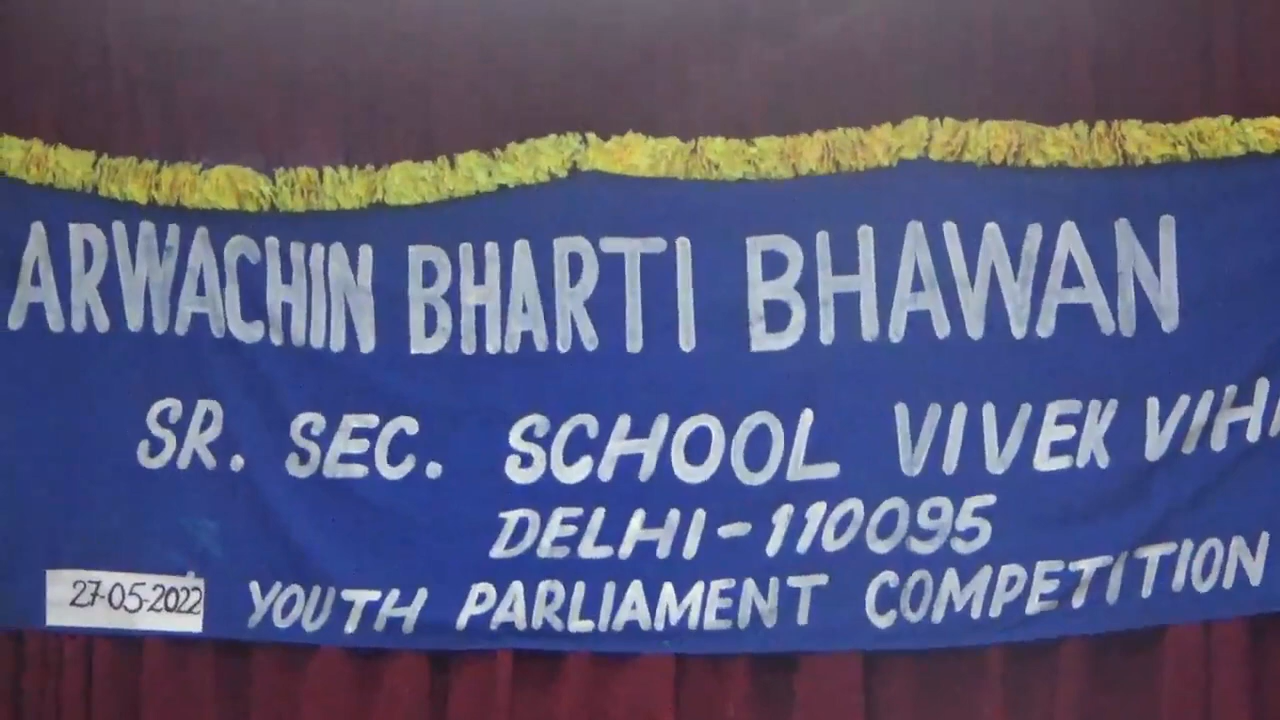 ARWACHIN BHARTI BHAWAN
SR. SEC. SCHOOL VIVEK
DELHI-110095
27-05-2022 YOUTH PARLIAMENT COMPETITION